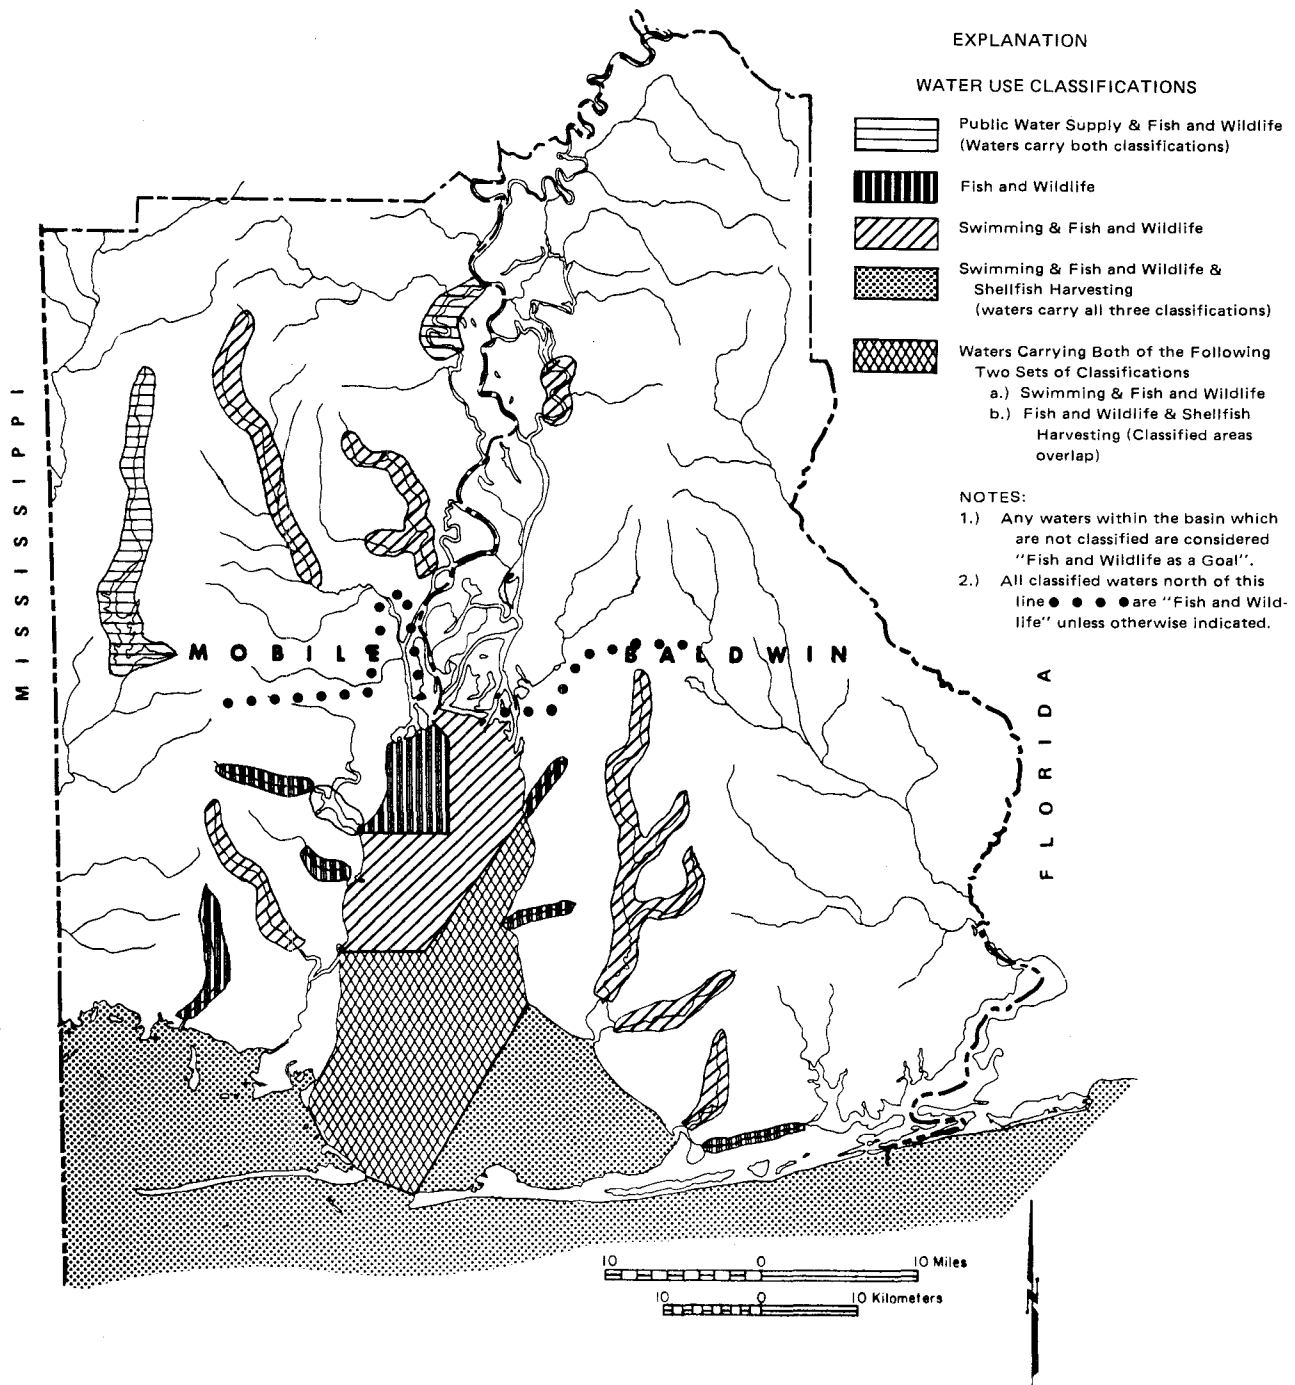 EXPLANATION
WATER USE CLASSIFICATIONS
Public Water Supply & Fish and Wildlife
(Waters carry both classifications)
Fish and Wildlife
Swimming & Fish and Wildlife
Swimming & Fish and Wildlife &
Shellfish Harvesting
(waters carry all three classifications)
Waters Carrying Both of the Following
Two Sets of Classifications
a.) Swimming & Fish and Wildlife
b.) Fish and Wildlife & Shellfish
Harvesting (Classified areas
overlap)
NOTES:
1.) Any waters within the basin which
are not classified are considered
"Fish and Wildlife as a Goal".
2.) All classified waters north of this
line ● ● ● ● are "Fish and Wild-
life" unless otherwise indicated.
MISSISSIPPI
MOBILE
BALDWIN
FLORIDA
10 0 10 Miles
10 0 10 Kilometers
N